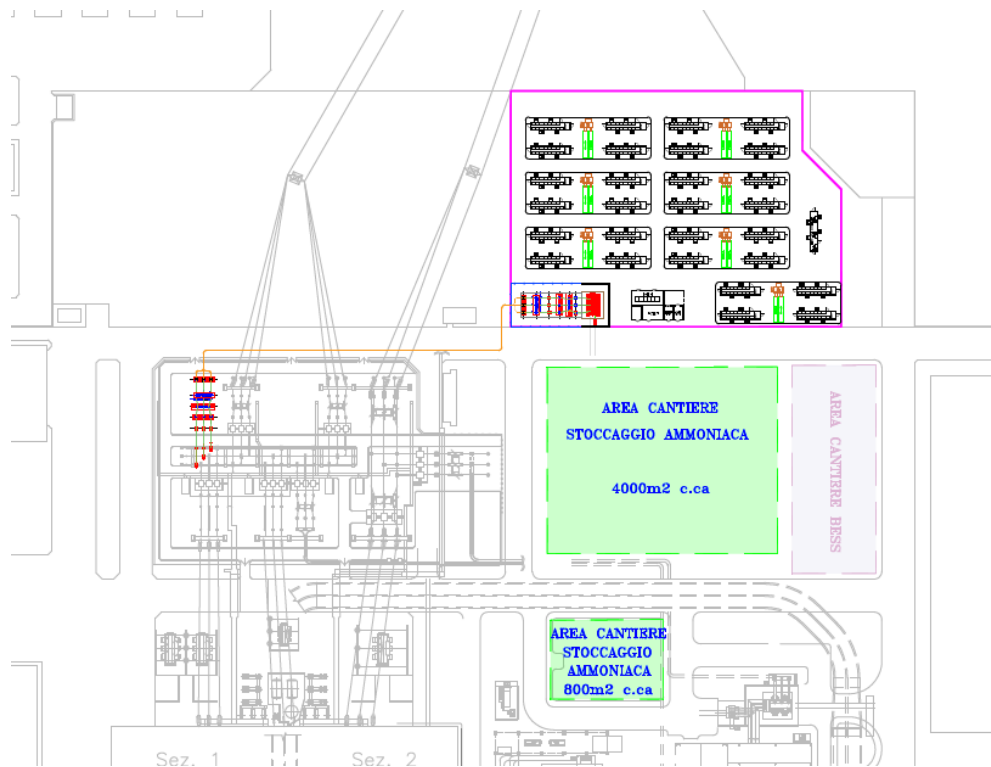 AREA CANTIERE
STOCCAGGIO AMMONIACA
4000m2 c.ca
AREA CANTIERE BESS
AREA CANTIERE
STOCCAGGIO
AMMONIACA
800m2 c.ca
Sez. 1
Sez. 2